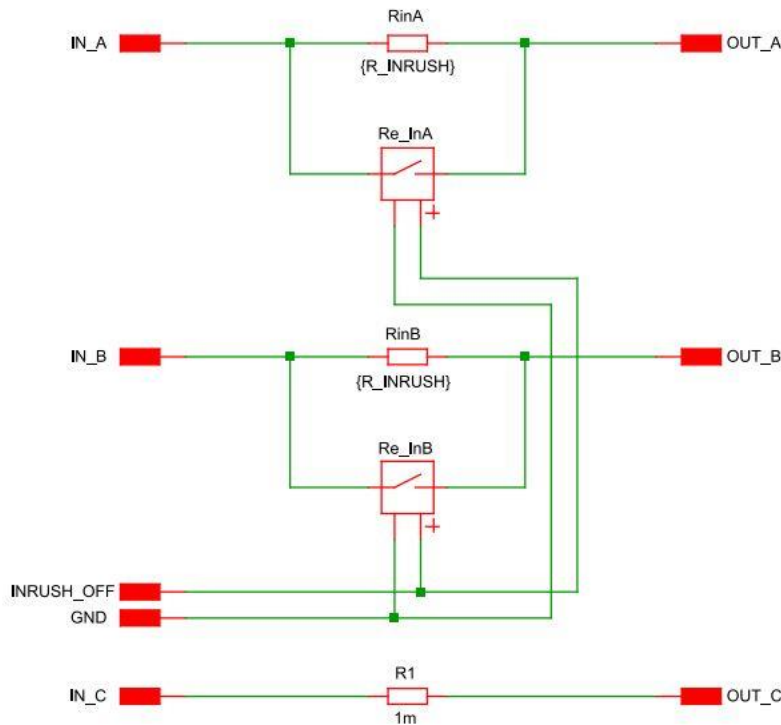 RinA
IN_A
OUT_A
{R_INRUSH}
Re_InA
+
RinB
IN_B
OUT_B
{R_INRUSH}
Re_InB
+
INRUSH_OFF
GND
R1
IN_C
OUT_C
1m